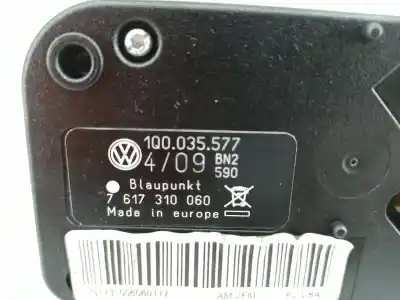 1Q0.035.577
4/09 BN2
590
Blaupunkt
7 617 310 060
Made in europe